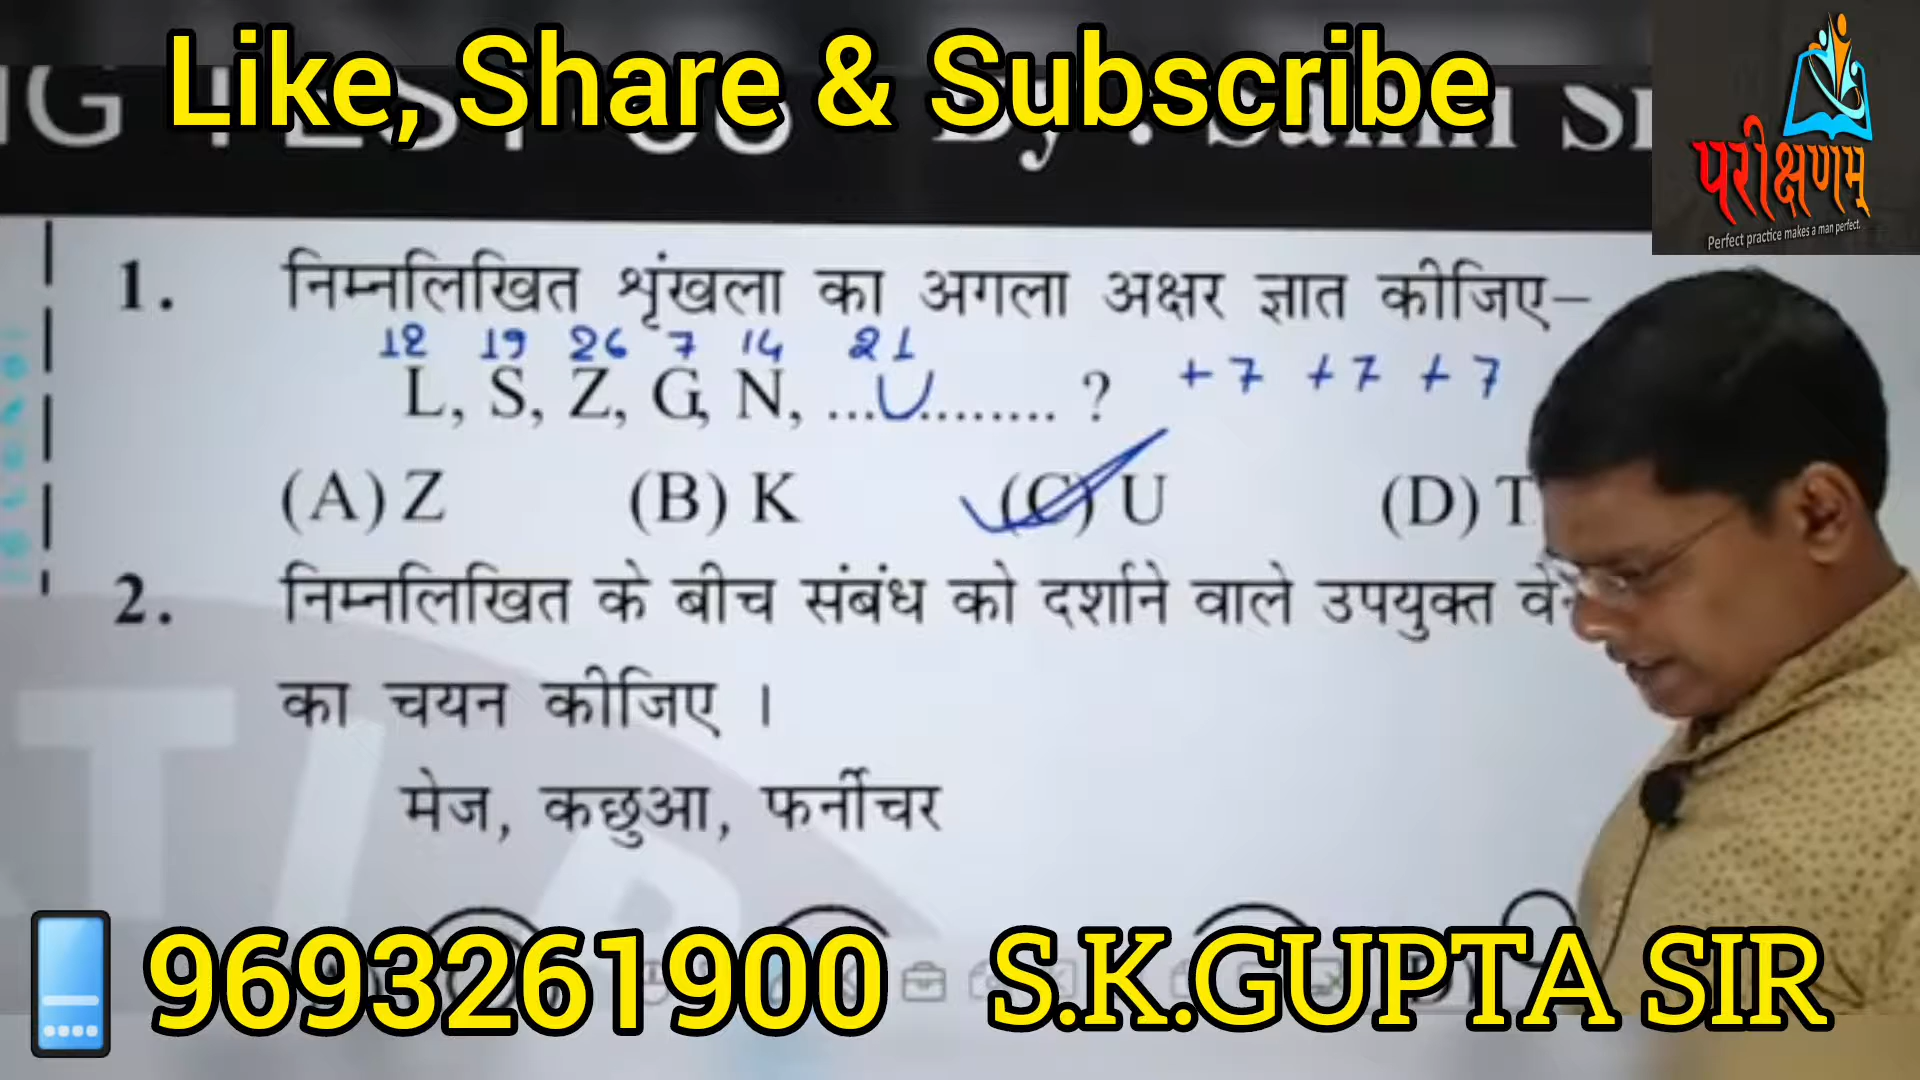 Like, Share & Subscribe
By :
परीक्षणम्
Perfect practice makes a man perfect.
1. निम्नलिखित शृंखला का अगला अक्षर ज्ञात कीजिए–
12 19 26 7 14 21
L, S, Z, G, N, ...U......... ? +7 +7 +7
(A) Z (B) K (C) U (D) T
2. निम्नलिखित के बीच संबंध को दर्शाने वाले उपयुक्त
का चयन कीजिए ।
मेज, कछुआ, फर्नीचर
9693261900 S.K.GUPTA SIR